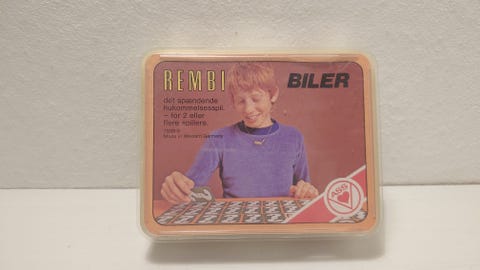 REMBI
BILER
det spændende
hukommelsesspil.
– for 2 eller
flere spillere.
Made in Western Germany
ASS